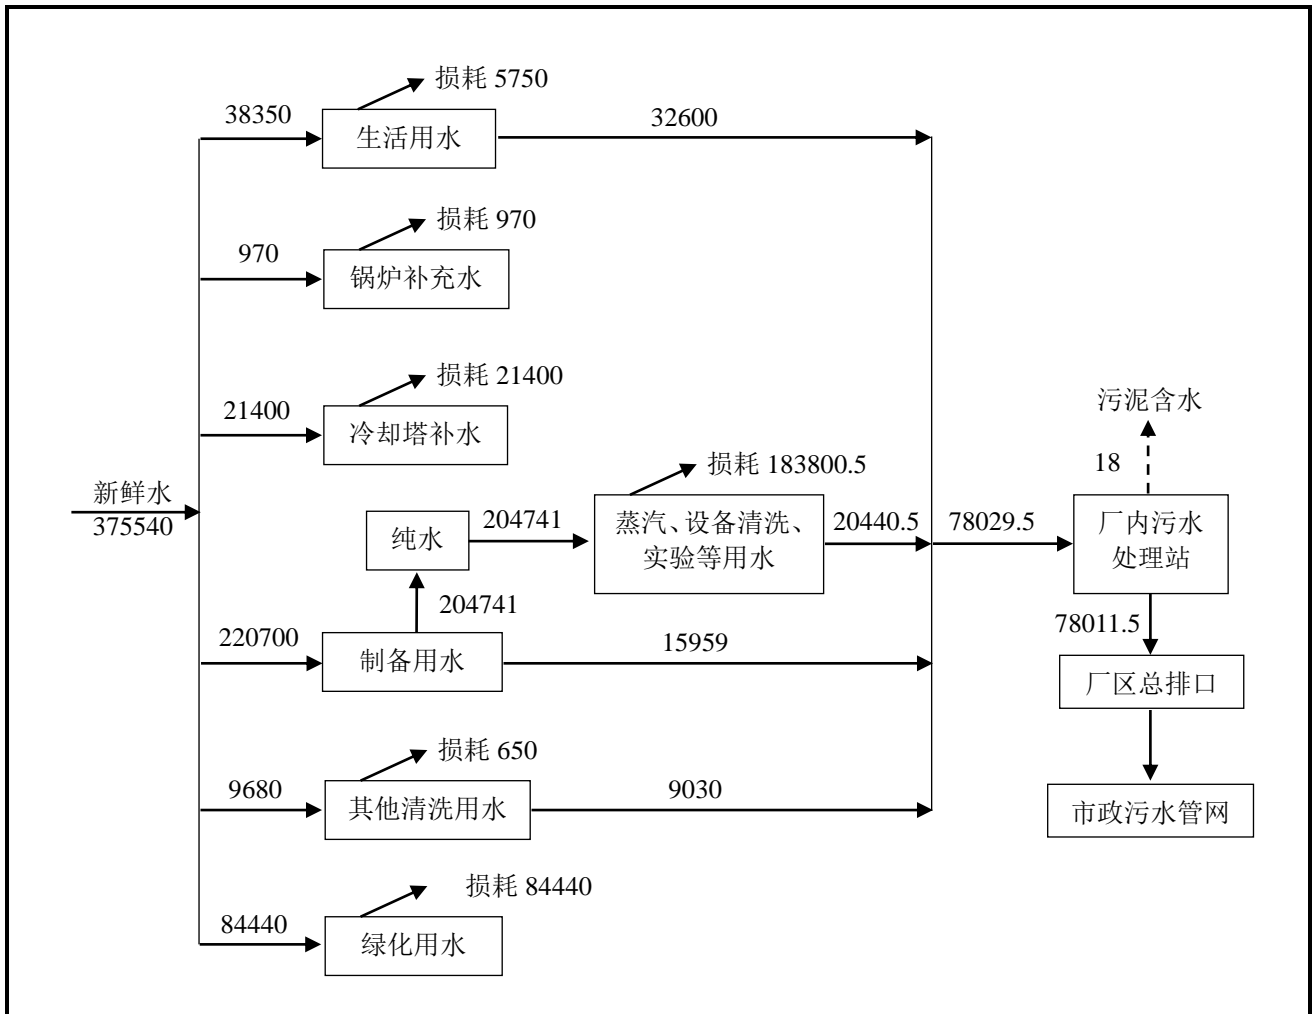 损耗 5750
38350
生活用水
32600
损耗 970
970
锅炉补充水
损耗 21400
21400
冷却塔补水
污泥含水
18
新鲜水
375540
损耗 183800.5
纯水
204741
蒸汽、设备清洗、
实验等用水
20440.5
78029.5
厂内污水
处理站
204741
220700
制备用水
15959
78011.5
厂区总排口
损耗 650
9680
其他清洗用水
9030
市政污水管网
损耗 84440
84440
绿化用水